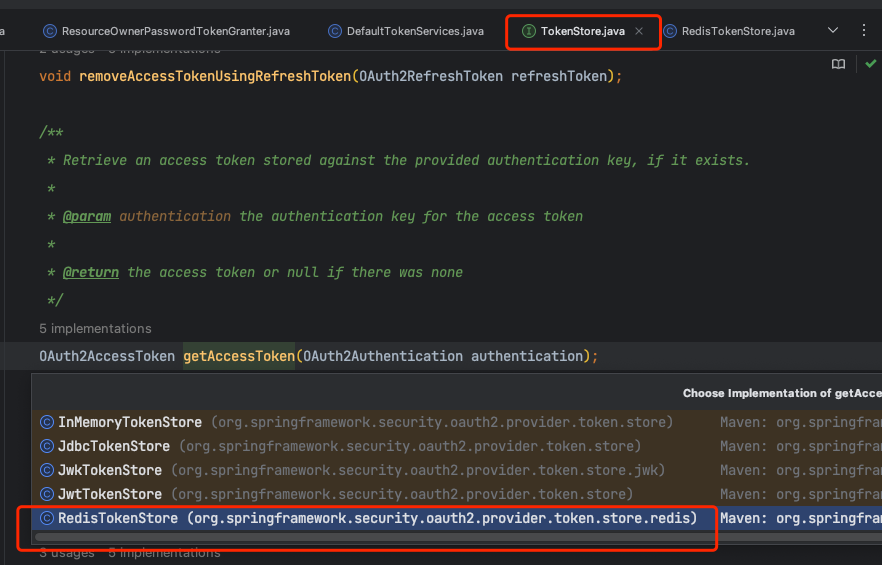 a
ResourceOwnerPasswordTokenGranter.java
DefaultTokenServices.java
TokenStore.java
RedisTokenStore.java
2 usages 5 implementations
void removeAccessTokenUsingRefreshToken(OAuth2RefreshToken refreshToken);
/**
* Retrieve an access token stored against the provided authentication key, if it exists.
*
* @param authentication the authentication key for the access token
*
* @return the access token or null if there was none
*/
5 implementations
OAuth2AccessToken getAccessToken(OAuth2Authentication authentication);
Choose Implementation of getAcce
InMemoryTokenStore (org.springframework.security.oauth2.provider.token.store) Maven: org.springfra
JdbcTokenStore (org.springframework.security.oauth2.provider.token.store) Maven: org.springfra
JwkTokenStore (org.springframework.security.oauth2.provider.token.store.jwk) Maven: org.springfra
JwtTokenStore (org.springframework.security.oauth2.provider.token.store) Maven: org.springfra
RedisTokenStore (org.springframework.security.oauth2.provider.token.store.redis) Maven: org.springfra
3 usages 5 implementations